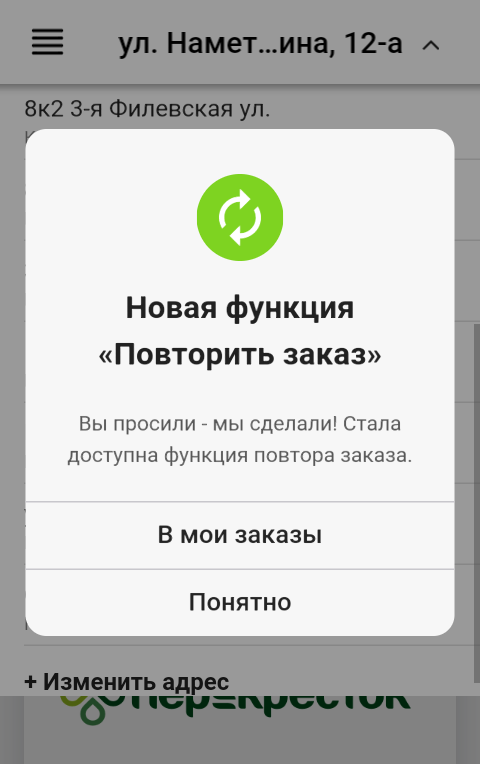 ул. Намет...ина, 12-а
8к2 3-я Филевская ул.
Новая функция
«Повторить заказ»
Вы просили - мы сделали! Стала
доступна функция повтора заказа.
В мои заказы
Понятно
+ Изменить адрес